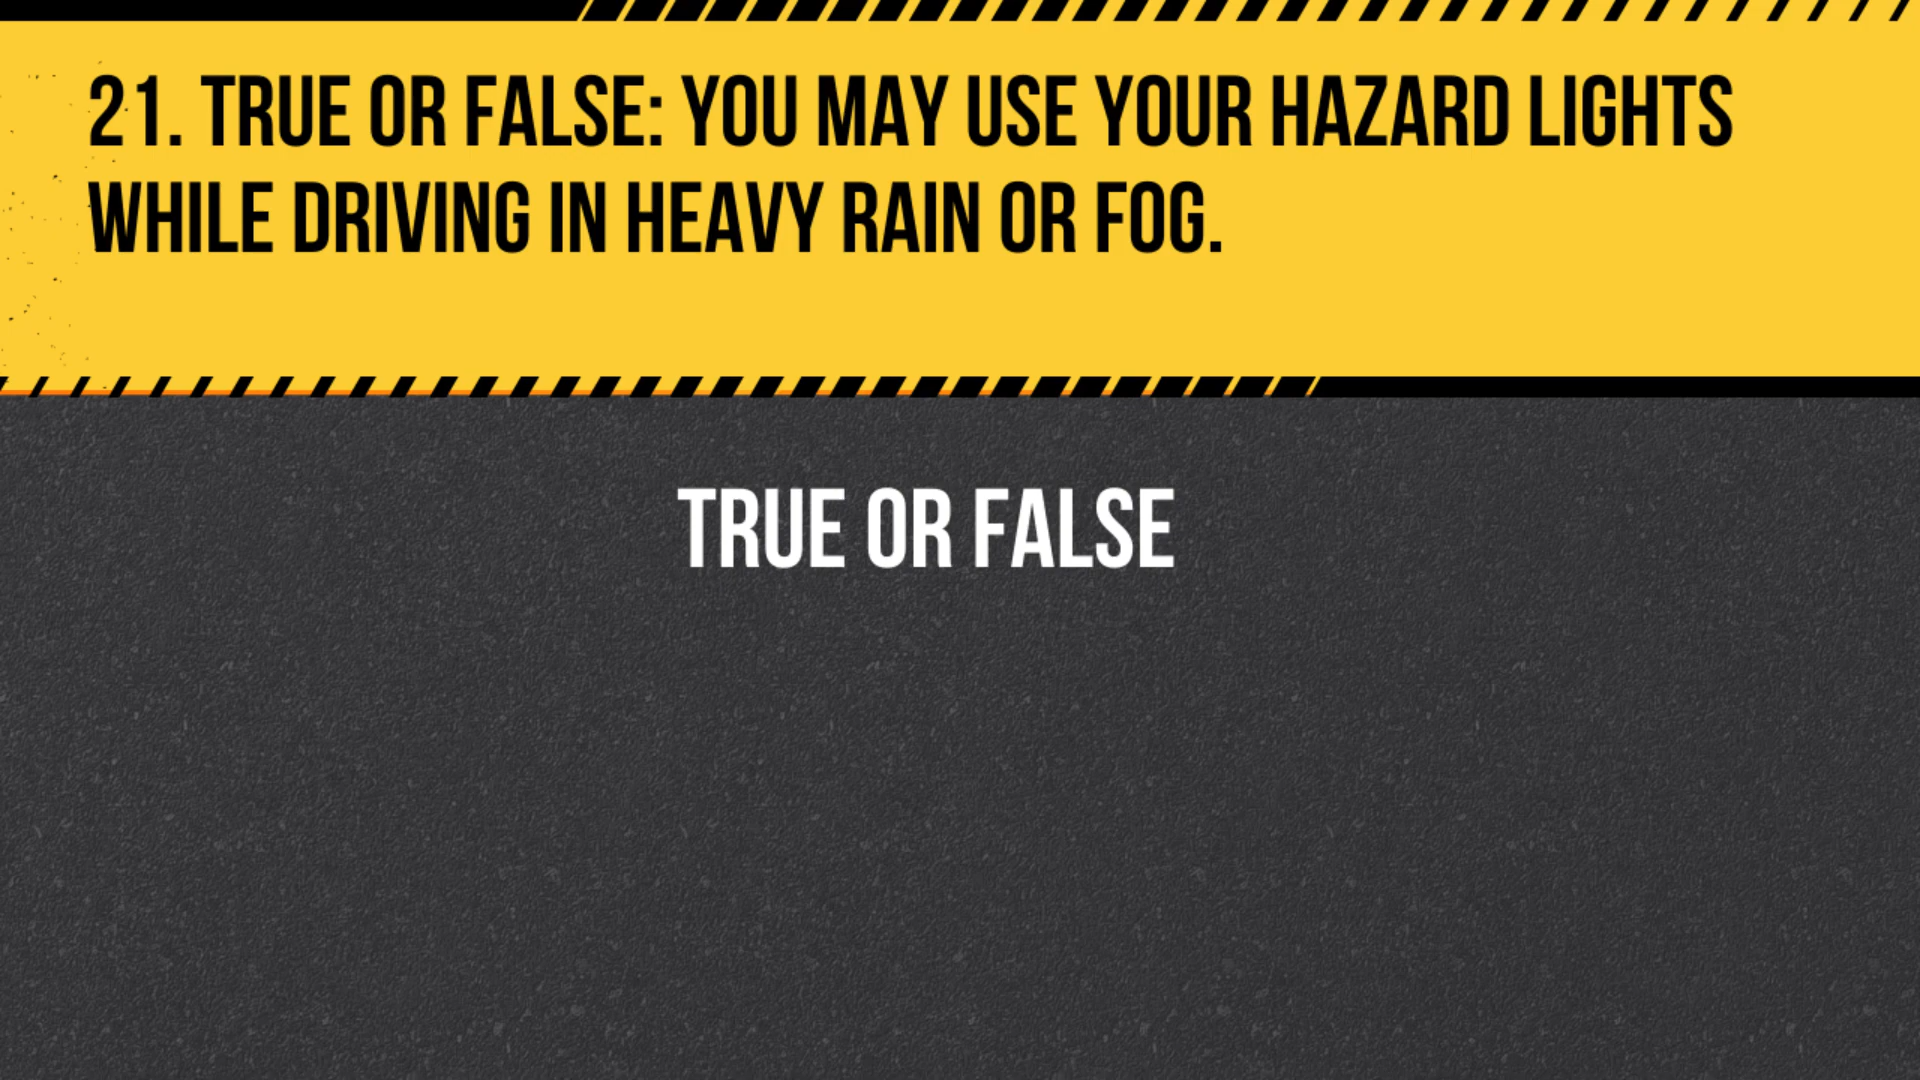 21. TRUE OR FALSE: YOU MAY USE YOUR HAZARD LIGHTS
WHILE DRIVING IN HEAVY RAIN OR FOG.
TRUE OR FALSE